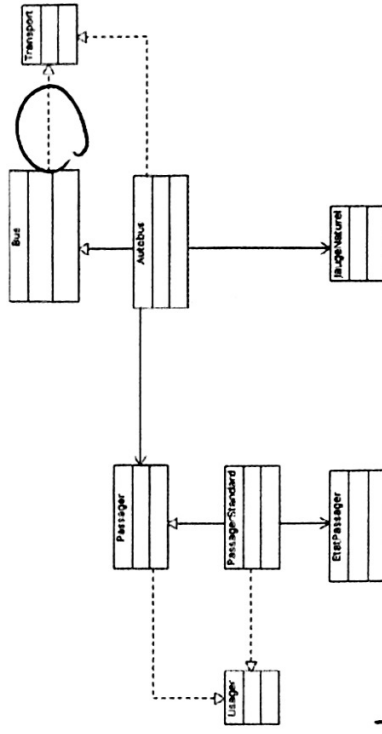 Bus
Transport
Passager
Autobus
Usager
PassagerStandard
EtatPassager
JaugeNaturel